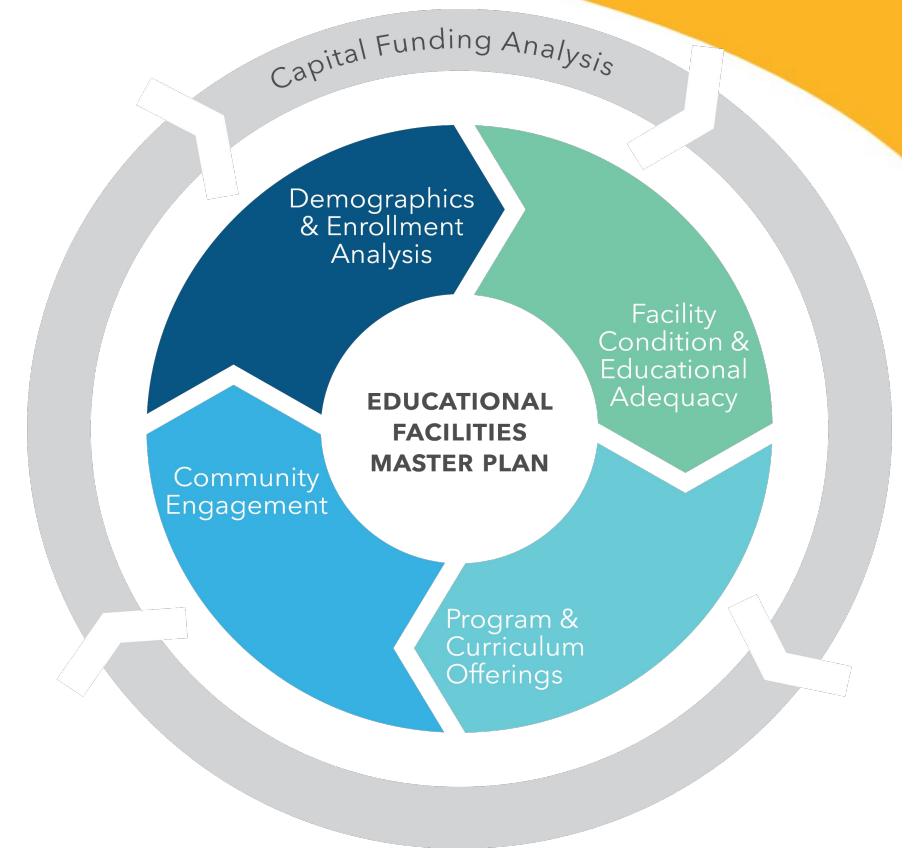 Capital Funding Analysis
Demographics
& Enrollment
Analysis
Facility
Condition &
Educational
Adequacy
EDUCATIONAL
FACILITIES
MASTER PLAN
Community
Engagement
Program &
Curriculum
Offerings